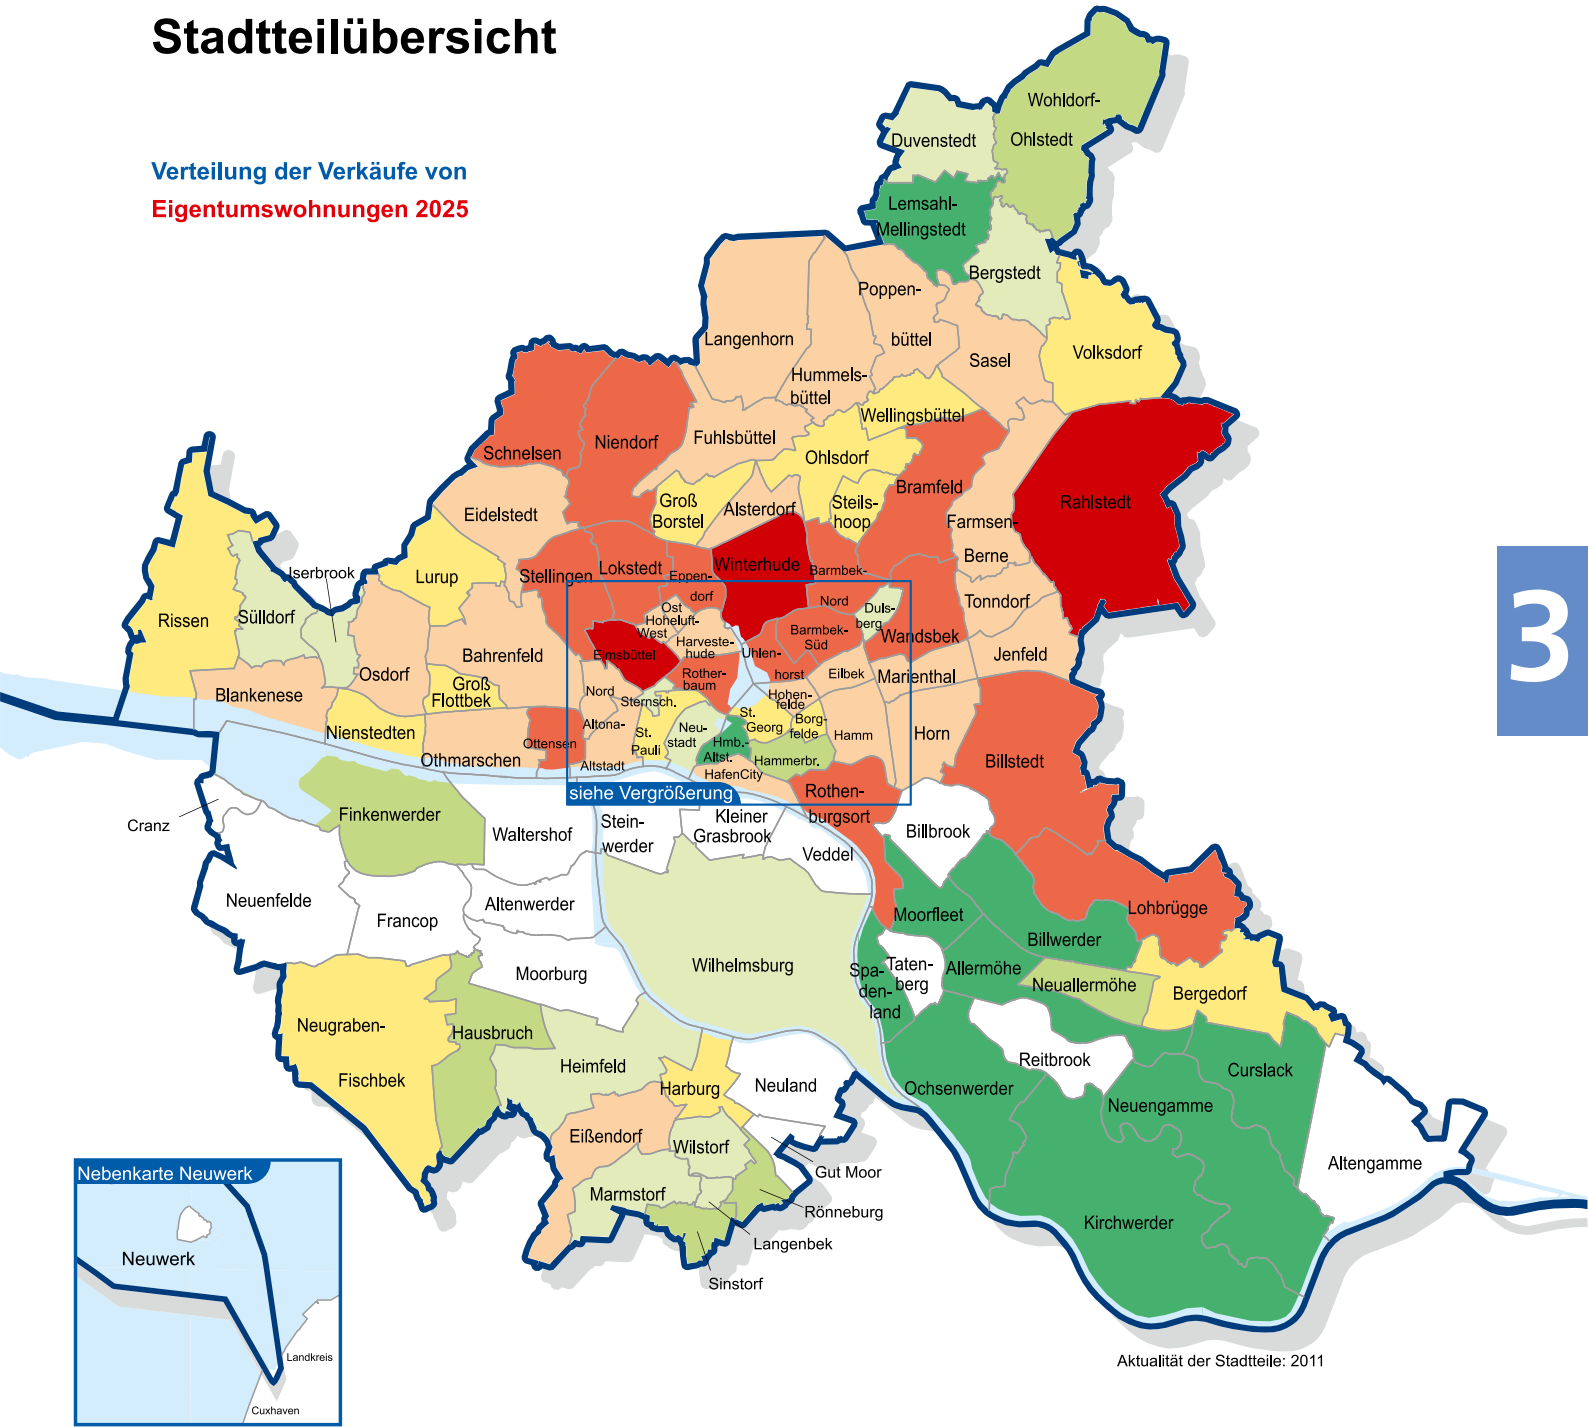 Stadtteilübersicht
Verteilung der Verkäufe von
Eigentumswohnungen 2025
Wohldorf-
Ohlstedt
Duvenstedt
Lemsahl-
Mellingstedt
Bergstedt
Poppen-
büttel
Langenhorn
Hummels-
büttel
Sasel
Volksdorf
Wellingsbüttel
Schnelsen
Niendorf
Fuhlsbüttel
Ohlsdorf
Bramfeld
Rahlstedt
Eidelstedt
Groß
Borstel
Alsterdorf
Steils-
hoop
Farmsen-
Berne
Iserbrook
Lurup
Stellingen
Lokstedt
Eppen-
dorf
Winterhude
Barmbek-
Nord
Duls-
berg
Tonndorf
Rissen
Sülldorf
Ost
Hoheluft-
West
Harveste-
hude
Barmbek-
Süd
Wandsbek
Eimsbüttel
Uhlen-
horst
Jenfeld
Osdorf
Bahrenfeld
Blankenese
Groß
Flottbek
Nord
Altona-
Altstadt
Rother-
baum
Eilbek
Marienthal
Sternsch.
Hohen-
felde
St.
Georg
Borg-
felde
Hamm
Horn
Nienstedten
Othmarschen
Ottensen
St.
Pauli
Neu-
stadt
Hmb.-
Altst.
Hammerbr.
HafenCity
Billstedt
siehe Vergrößerung
Rothen-
burgsort
Cranz
Finkenwerder
Waltershof
Stein-
werder
Kleiner
Grasbrook
Veddel
Billbrook
Neuenfelde
Francop
Altenwerder
Moorfleet
Lohbrügge
Billwerder
Moorburg
Wilhelmsburg
Spa-
den-
land
Taten-
berg
Allermöhe
Neuallermöhe
Bergedorf
Neugraben-
Fischbek
Hausbruch
Heimfeld
Harburg
Neuland
Reitbrook
Curslack
Ochsenwerder
Neuengamme
Eißendorf
Wilstorf
Gut Moor
Altengamme
Marmstorf
Rönneburg
Langenbek
Sinstorf
Kirchwerder
Nebenkarte Neuwerk
Neuwerk
Landkreis
Cuxhaven
Aktualität der Stadtteile: 2011
3